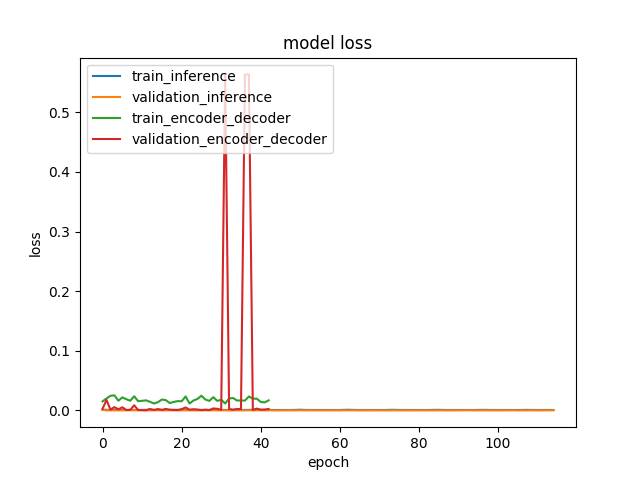 model loss
train_inference
validation_inference
train_encoder_decoder
validation_encoder_decoder
loss
0.5
0.4
0.3
0.2
0.1
0.0
0 20 40 60 80 100
epoch